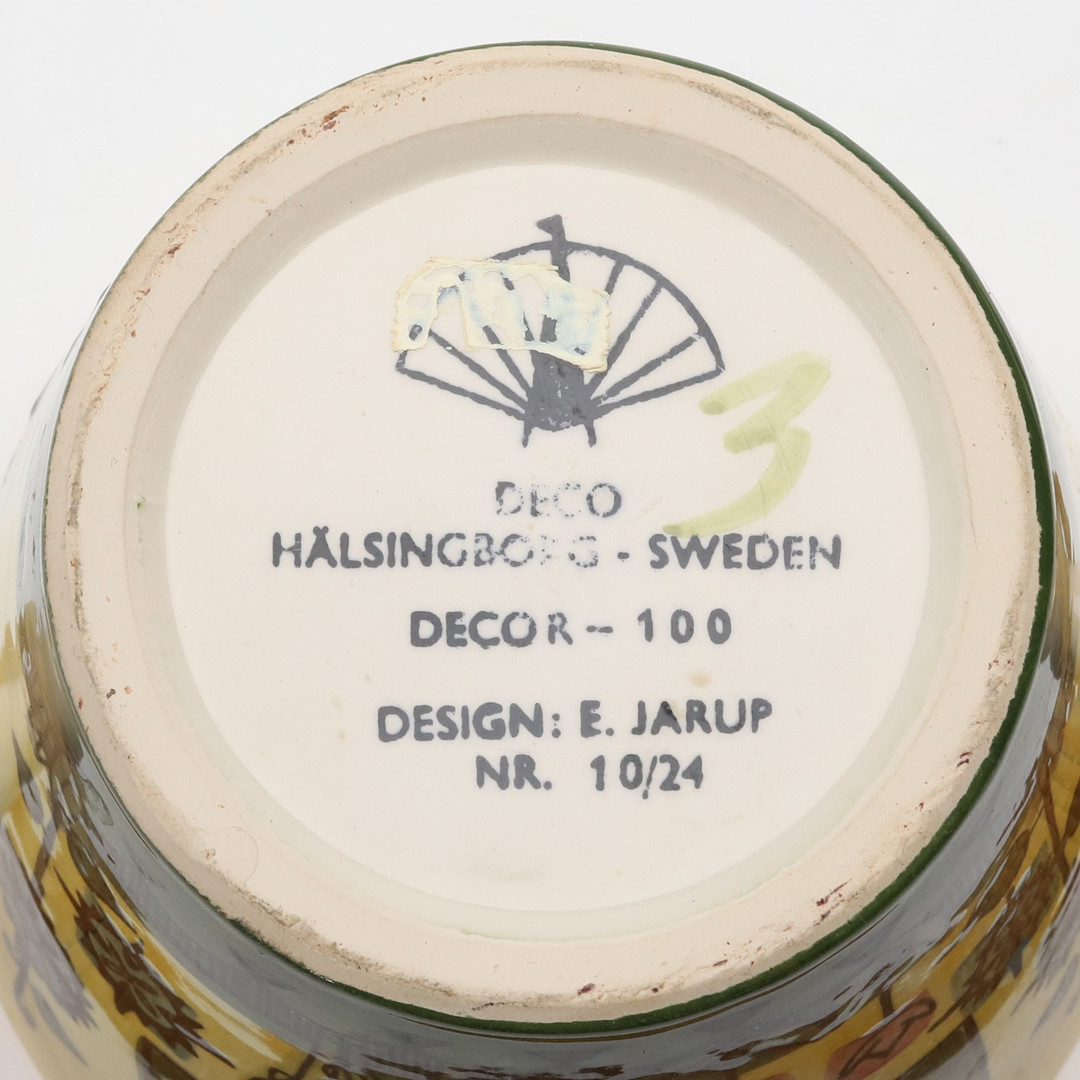 3
DECO
HÄLSINGBORG - SWEDEN
DECOR - 100
DESIGN: E. JARUP
NR. 10/24